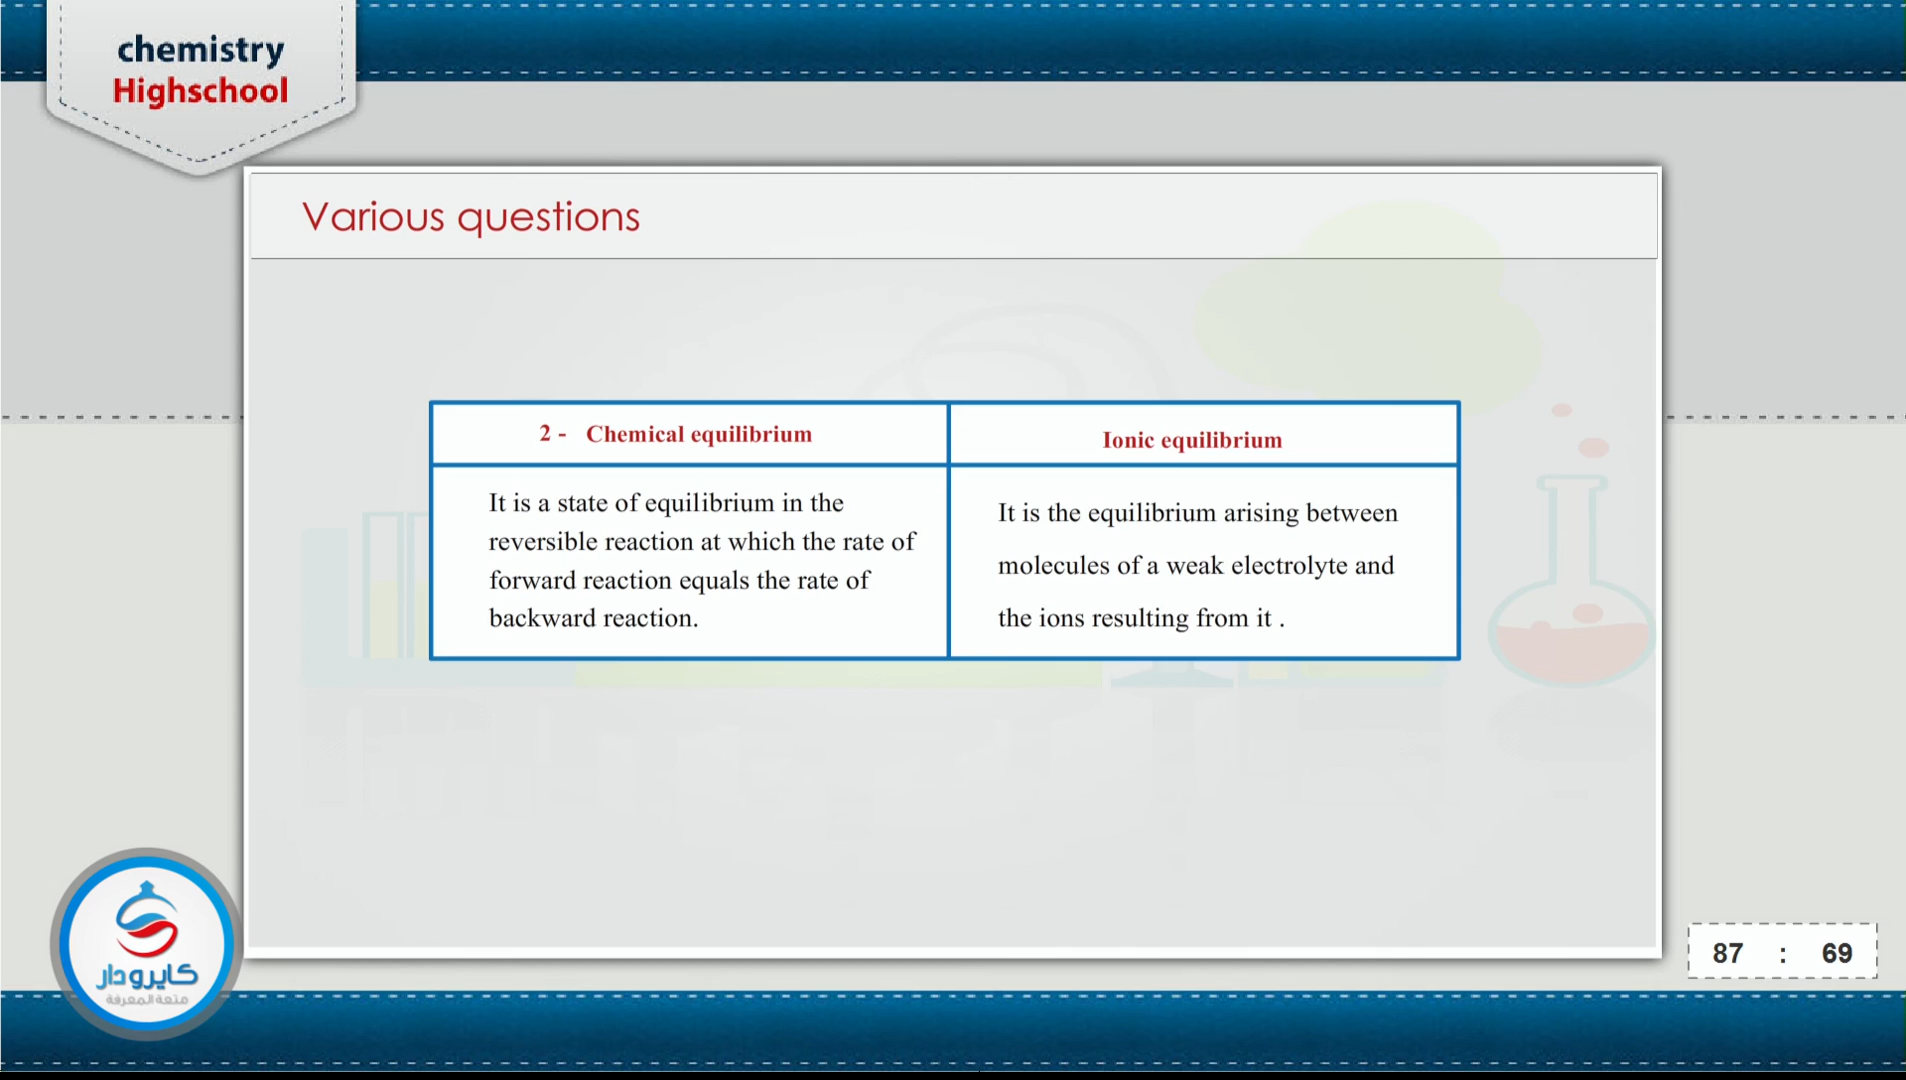 chemistry
Highschool
Various questions
2 - Chemical equilibrium
Ionic equilibrium
It is a state of equilibrium in the
reversible reaction at which the rate of
forward reaction equals the rate of
backward reaction.
It is the equilibrium arising between
molecules of a weak electrolyte and
the ions resulting from it .
كايرودار
متعة المعرفة
87 : 69